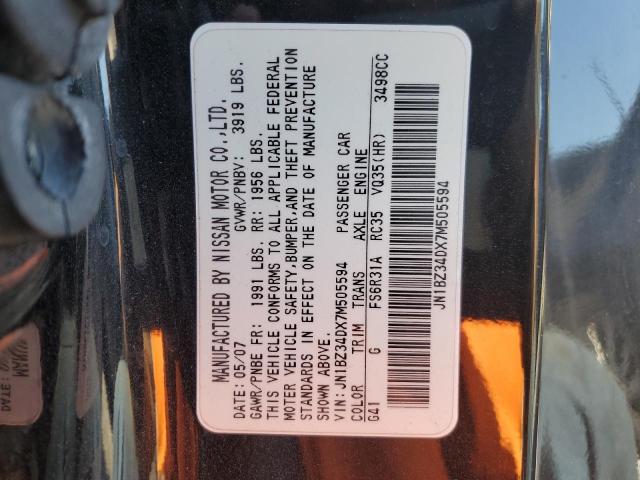 MANUFACTURED BY NISSAN MOTOR CO.,LTD.
DATE: 05/07 GVWR/PNBV: 3919 LBS.
GAWR/PNBE FR: 1991 LBS. RR: 1956 LBS.
THIS VEHICLE CONFORMS TO ALL APPLICABLE FEDERAL
MOTOR VEHICLE SAFETY,BUMPER,AND THEFT PREVENTION
STANDARDS IN EFFECT ON THE DATE OF MANUFACTURE
SHOWN ABOVE.
VIN:JN1BZ34DX7M505594 PASSENGER CAR
COLOR TRIM TRANS AXLE ENGINE
G41 G FS6R31A RC35 VQ35(HR) 3498CC
JN1BZ34DX7M505594
DATE: